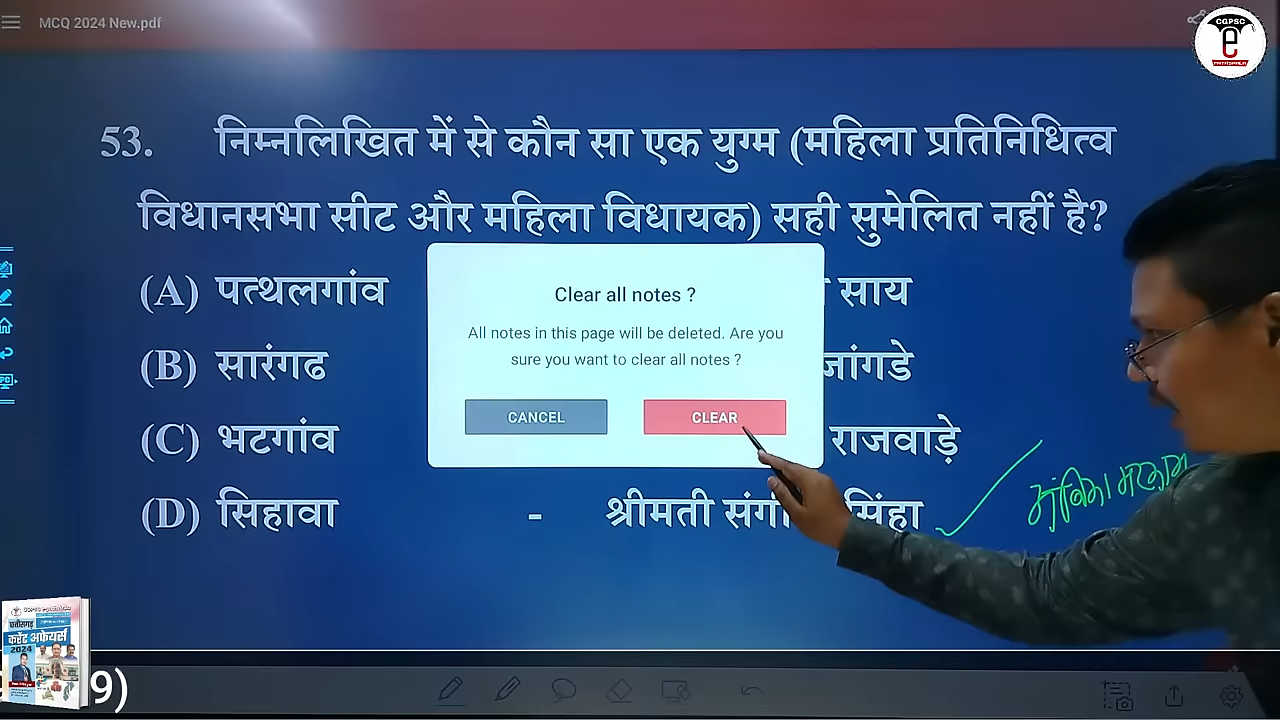 MCQ 2024 New.pdf
CGPSC
e
53. निम्नलिखित में से कौन सा एक युग्म (महिला प्रतिनिधित्व
विधानसभा सीट और महिला विधायक) सही सुमेलित नहीं है?
Clear all notes ?
All notes in this page will be deleted. Are you
sure you want to clear all notes ?
CANCEL CLEAR
(A) पत्थलगांव साय
(B) सारंगढ जांगडे
(C) भटगांव राजवाड़े
(D) सिहावा - श्रीमती सिंहा
करेंट अफेयर्स
2024
9)